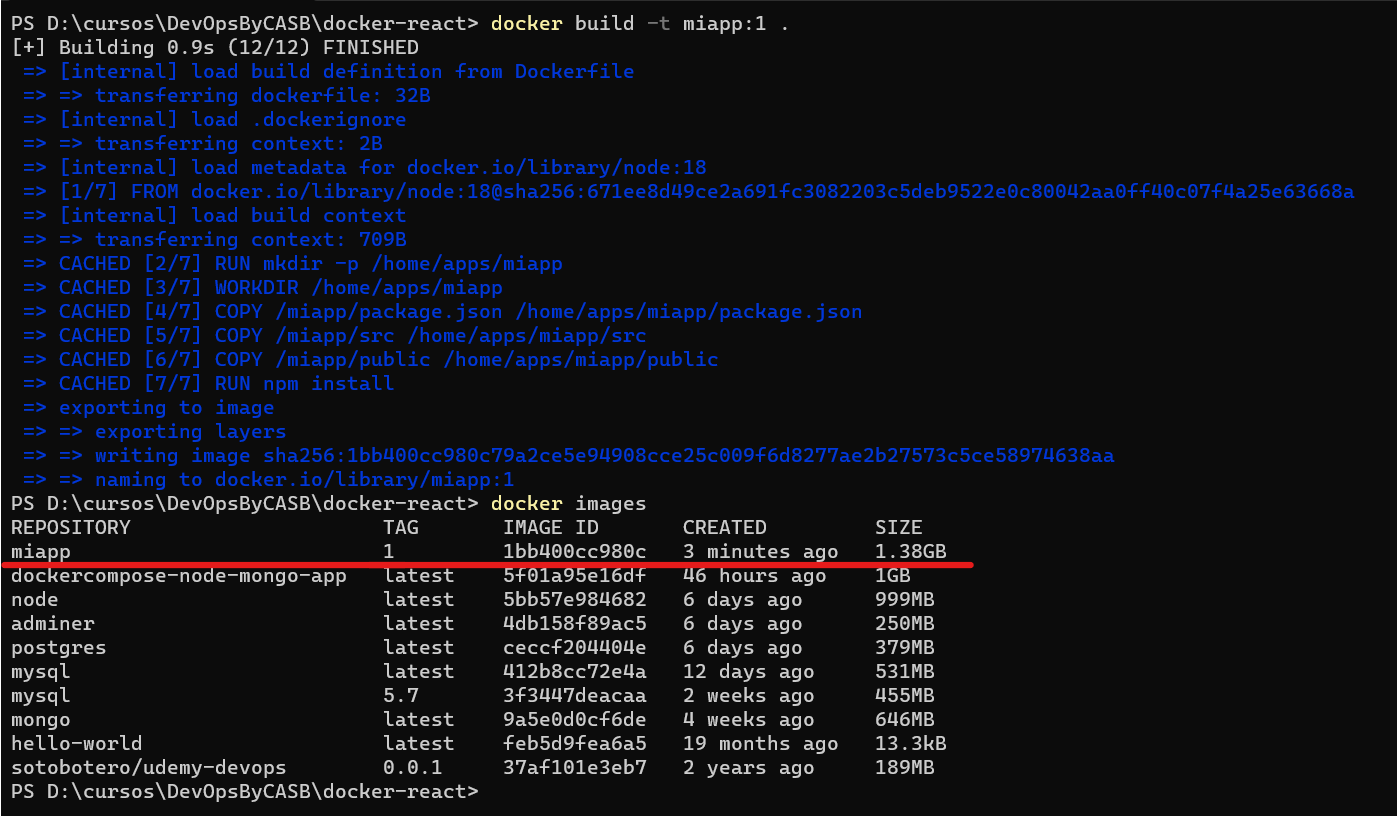 PS D:\cursos\DevOpsByCASB\docker-react> docker build -t miapp:1 .
[+] Building 0.9s (12/12) FINISHED
=> [internal] load build definition from Dockerfile
=> => transferring dockerfile: 32B
=> [internal] load .dockerignore
=> => transferring context: 2B
=> [internal] load metadata for docker.io/library/node:18
=> [1/7] FROM docker.io/library/node:18@sha256:671ee8d49ce2a691fc3082203c5deb9522e0c80042aa0ff40c07f4a25e63668a
=> [internal] load build context
=> => transferring context: 709B
=> CACHED [2/7] RUN mkdir -p /home/apps/miapp
=> CACHED [3/7] WORKDIR /home/apps/miapp
=> CACHED [4/7] COPY /miapp/package.json /home/apps/miapp/package.json
=> CACHED [5/7] COPY /miapp/src /home/apps/miapp/src
=> CACHED [6/7] COPY /miapp/public /home/apps/miapp/public
=> CACHED [7/7] RUN npm install
=> exporting to image
=> => exporting layers
=> => writing image sha256:1bb400cc980c79a2ce5e94908cce25c009f6d8277ae2b27573c5ce58974638aa
=> => naming to docker.io/library/miapp:1
PS D:\cursos\DevOpsByCASB\docker-react> docker images
REPOSITORY TAG IMAGE ID CREATED SIZE
miapp 1 1bb400cc980c 3 minutes ago 1.38GB
dockercompose-node-mongo-app latest 5f01a95e16df 46 hours ago 1GB
node latest 5bb57e984682 6 days ago 999MB
adminer latest 4db158f89ac5 6 days ago 250MB
postgres latest ceccf204404e 6 days ago 379MB
mysql latest 412b8cc72e4a 12 days ago 531MB
mysql 5.7 3f3447deacaa 2 weeks ago 455MB
mongo latest 9a5e0d0cf6de 4 weeks ago 646MB
hello-world latest feb5d9fea6a5 19 months ago 13.3kB
sotobotero/udemy-devops 0.0.1 37af101e3eb7 2 years ago 189MB
PS D:\cursos\DevOpsByCASB\docker-react>